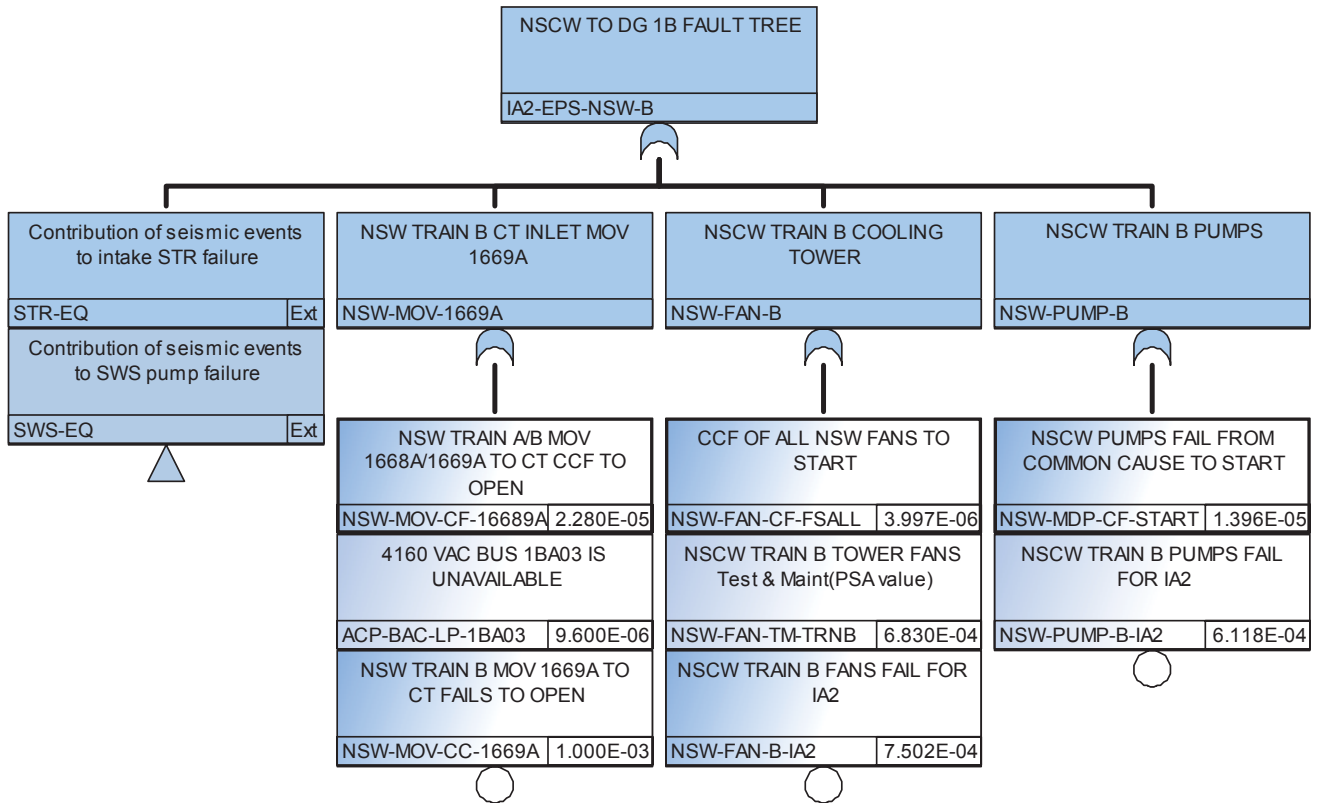 NSCW TO DG 1B FAULT TREE
IA2-EPS-NSW-B
Contribution of seismic events
to intake STR failure
STR-EQ Ext
Contribution of seismic events
to SWS pump failure
SWS-EQ Ext
NSW TRAIN B CT INLET MOV
1669A
NSW-MOV-1669A
NSW TRAIN A/B MOV
1668A/1669A TO CT CCF TO
OPEN
NSW-MOV-CF-16689A 2.280E-05
4160 VAC BUS 1BA03 IS
UNAVAILABLE
ACP-BAC-LP-1BA03 9.600E-06
NSW TRAIN B MOV 1669A TO
CT FAILS TO OPEN
NSW-MOV-CC-1669A 1.000E-03
NSCW TRAIN B COOLING
TOWER
NSW-FAN-B
CCF OF ALL NSW FANS TO
START
NSW-FAN-CF-FSALL 3.997E-06
NSCW TRAIN B TOWER FANS
Test & Maint(PSA value)
NSW-FAN-TM-TRNB 6.830E-04
NSCW TRAIN B FANS FAIL FOR
IA2
NSW-FAN-B-IA2 7.502E-04
NSCW TRAIN B PUMPS
NSW-PUMP-B
NSCW PUMPS FAIL FROM
COMMON CAUSE TO START
NSW-MDP-CF-START 1.396E-05
NSCW TRAIN B PUMPS FAIL
FOR IA2
NSW-PUMP-B-IA2 6.118E-04